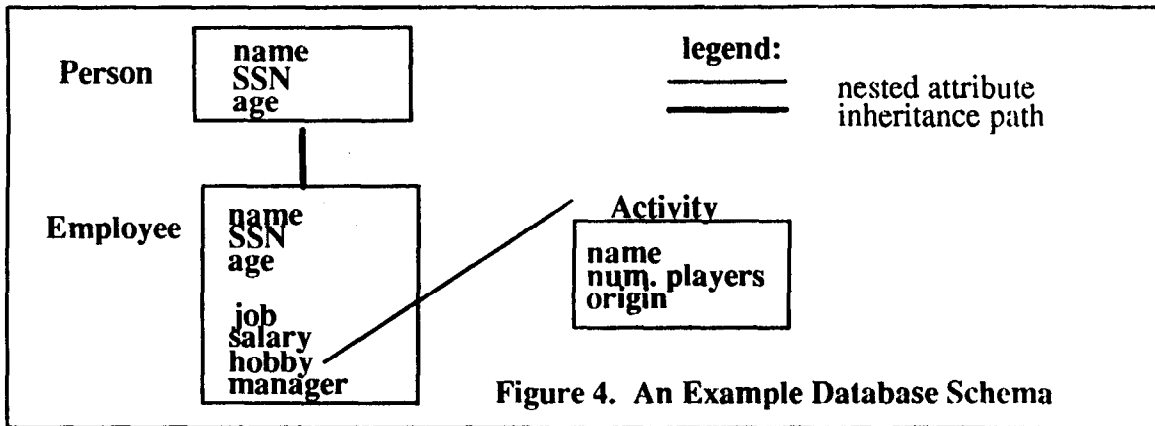 Person
name
SSN
age
legend:
nested attribute
inheritance path
Employee
name
SSN
age
job
salary
hobby
manager
Activity
name
num. players
origin
Figure 4. An Example Database Schema